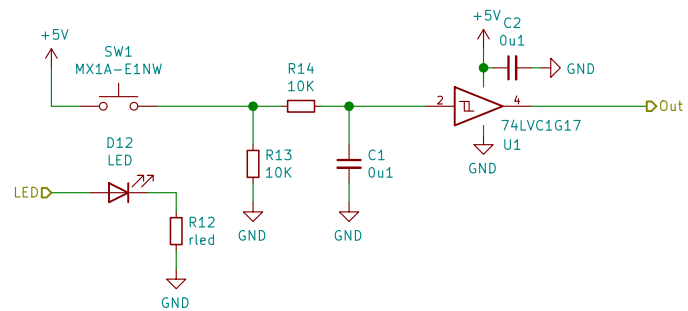 +5V
SW1
MX1A-E1NW
R14
10K
R13
10K
C1
0u1
GND
GND
+5V
C2
0u1
GND
2
4
74LVC1G17
U1
GND
Out
D12
LED
LED
R12
rled
GND